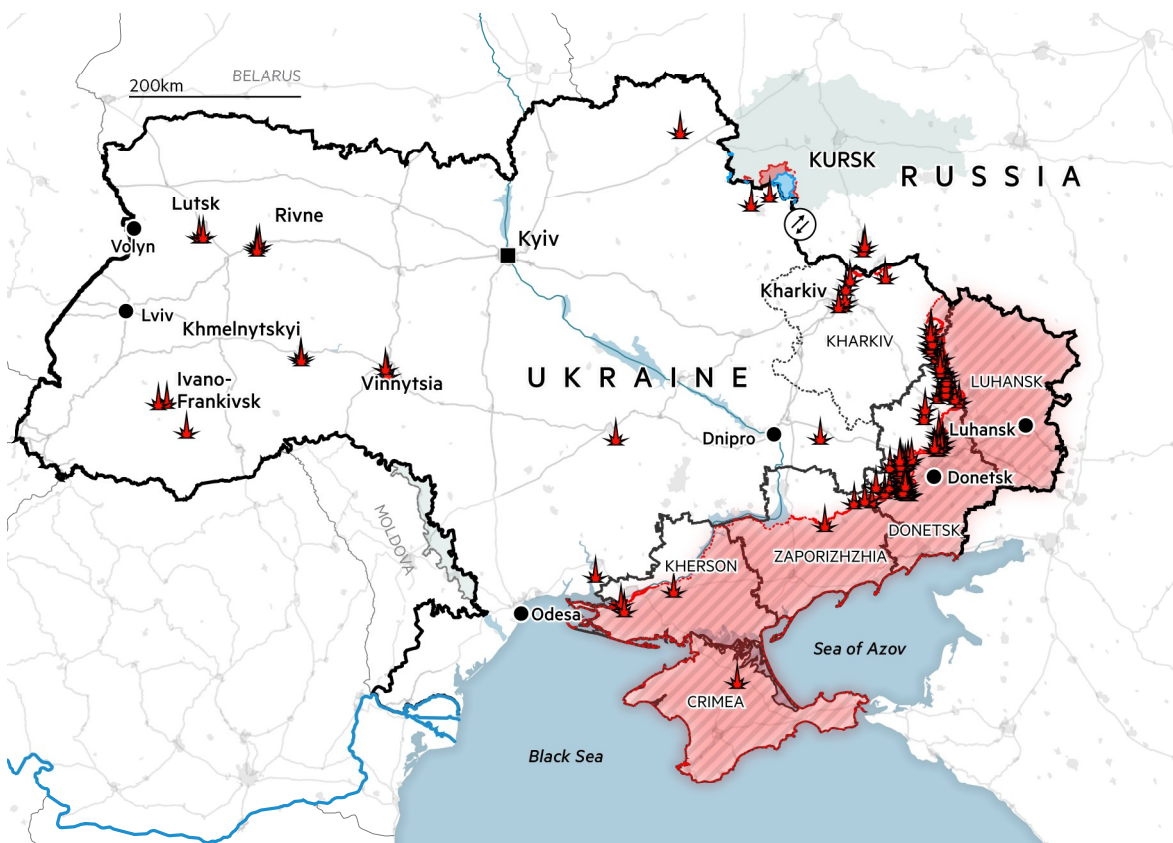 200km
BELARUS
KURSK
RUSSIA
Lutsk
Rivne
Volyn
Kyiv
Kharkiv
Lviv
Khmelnytskyi
KHARKIV
Vinnytsia
UKRAINE
LUHANSK
Ivano-
Frankivsk
Dnipro
Luhansk
Donetsk
MOLDOVA
DONETSK
ZAPORIZHZHIA
KHERSON
Odesa
Sea of Azov
CRIMEA
Black Sea